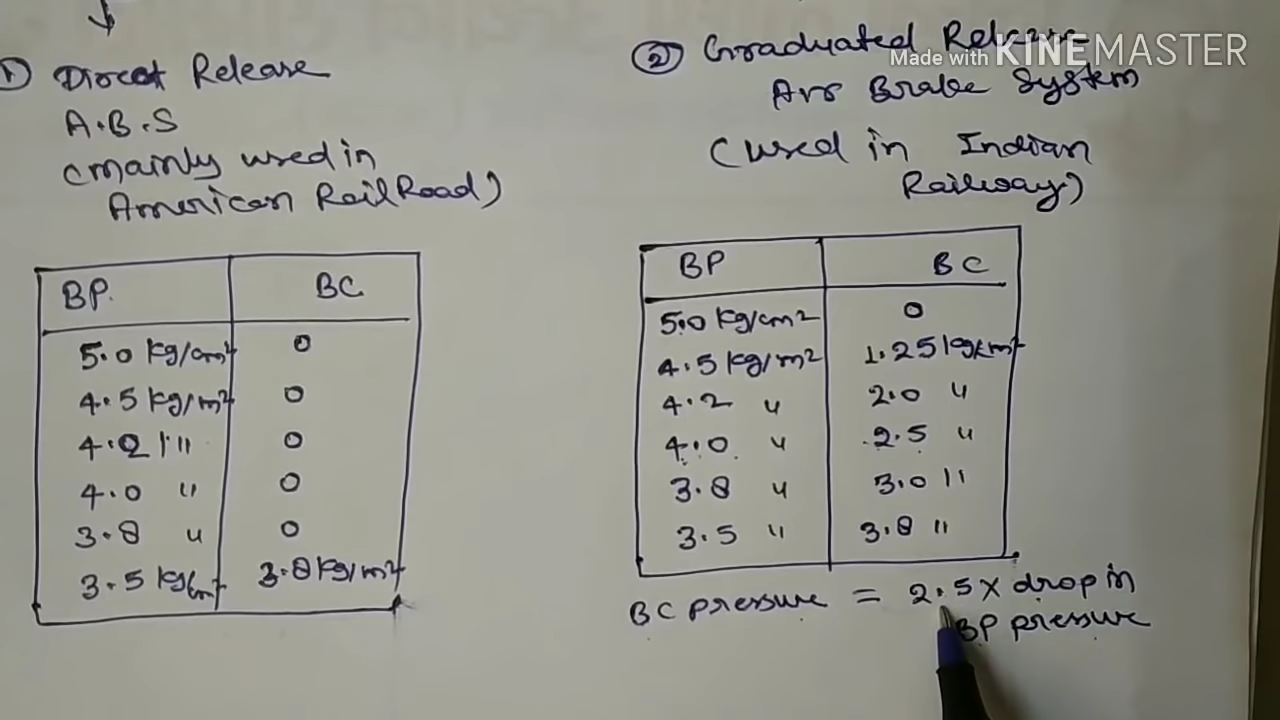 1) Direct Release
A.B.S
(mainly used in
American RailRoad)
BP. BC
5.0 kg/cm² 0
4.5 kg/m² 0
4.2 " 0
4.0 " 0
3.8 " 0
3.5 kg/m² 3.8 kg/m²
2) Graduated Release
Air Brake System
(used in Indian
Railway)
BP BC
5.0 kg/cm² 0
4.5 kg/m² 1.25 kg/m²
4.2 " 2.0 "
4.0 " 2.5 "
3.8 " 3.0 "
3.5 " 3.8 "
BC pressure = 2.5 x drop in
BP pressure
Made with KINEMASTER